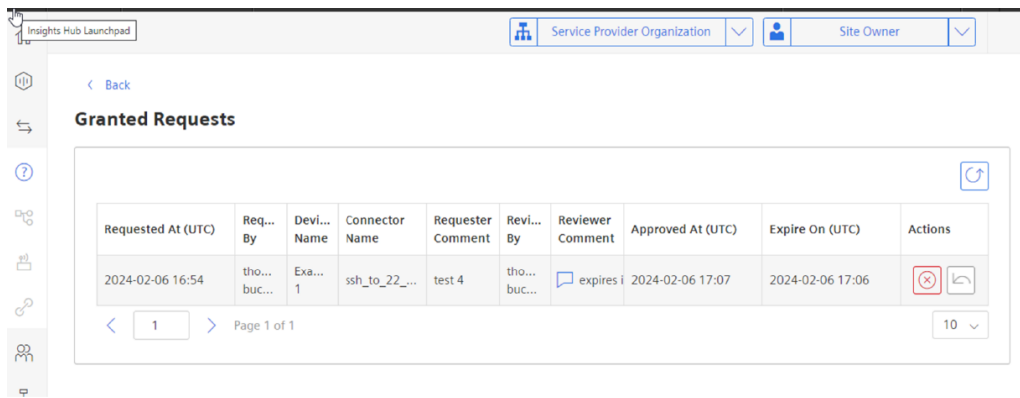 Insights Hub Launchpad
Service Provider Organization
Site Owner
Back
Granted Requests
Requested At (UTC) Req... By Devi... Name Connector Name Requester Comment Revi... By Reviewer Comment Approved At (UTC) Expire On (UTC) Actions
2024-02-06 16:54 tho... buc... Exa... 1 ssh_to_22_... test 4 tho... buc... expires i 2024-02-06 17:07 2024-02-06 17:06
1 Page 1 of 1 10